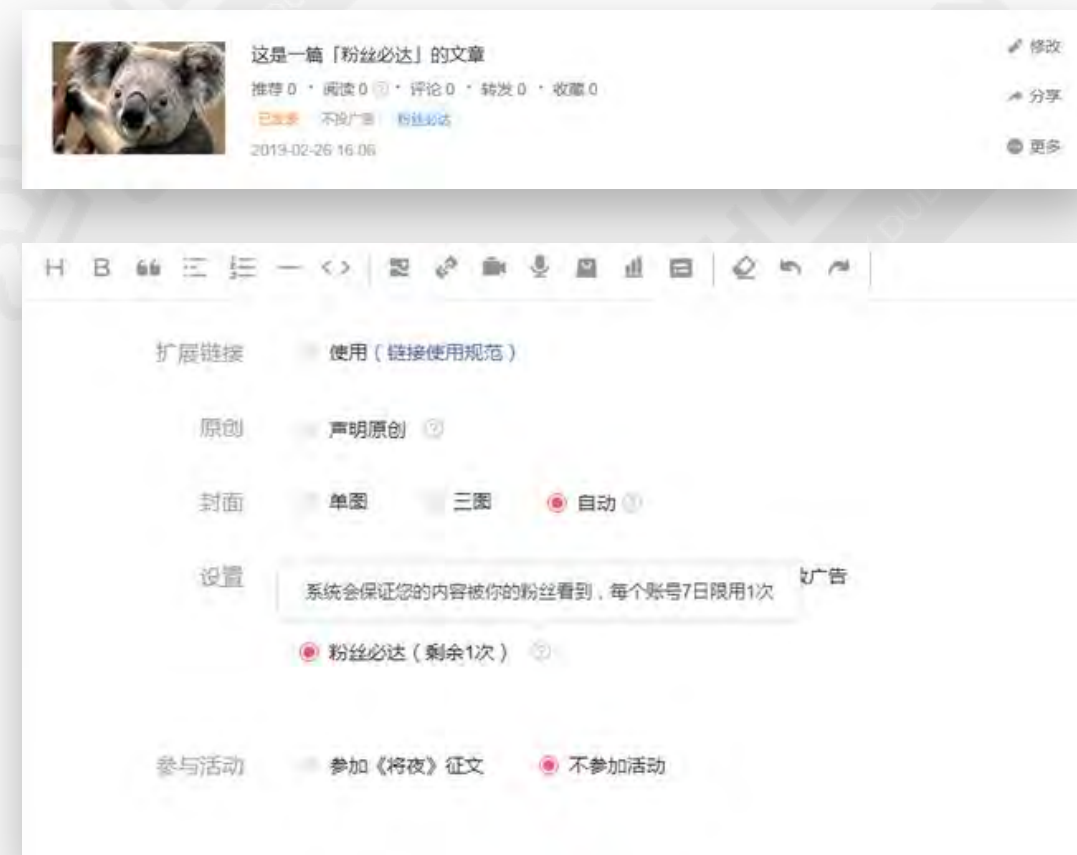 这是一篇「粉丝必达」的文章
推荐 0 · 阅读 0 ? · 评论 0 · 转发 0 · 收藏 0
已发表 不投广告 粉丝必达
2019-02-26 16:06
修改
分享
更多
H B
扩展链接 使用(链接使用规范)
原创 声明原创 ?
封面 单图 三图 自动 ?
设置 系统会保证您的内容被你的粉丝看到,每个账号7日限用1次 广告
粉丝必达(剩余1次) ?
参与活动 参加《将夜》征文 不参加活动